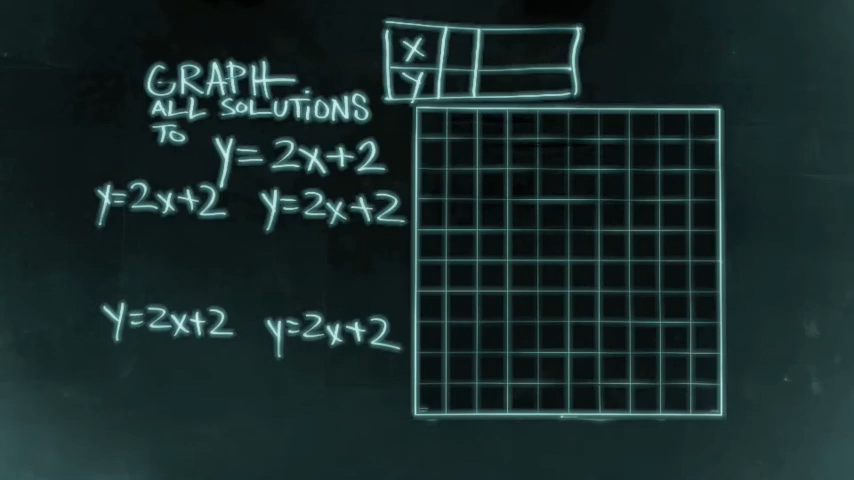 GRAPH
ALL SOLUTIONS
TO
y=2x+2
y=2x+2 y=2x+2
y=2x+2 y=2x+2
X
Y